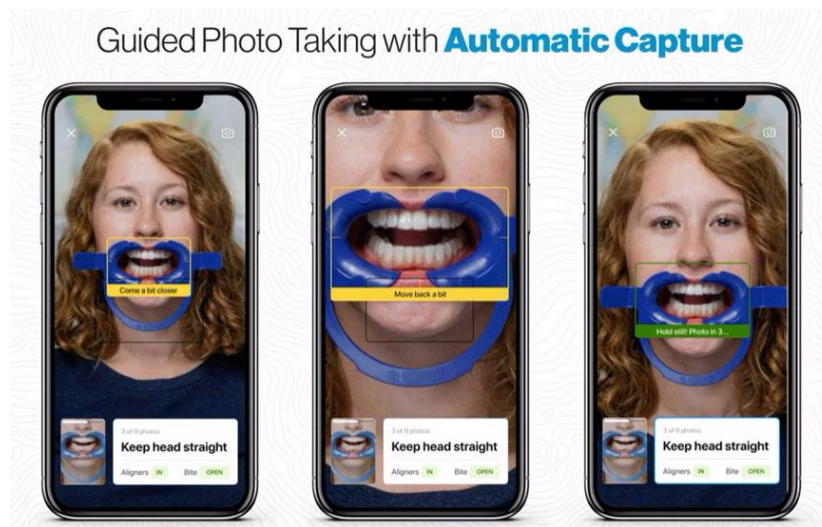 Guided Photo Taking with Automatic Capture
Come a bit closer
3 of 9 photos
Keep head straight
Aligners IN Bite OPEN
Move back a bit
3 of 9 photos
Keep head straight
Aligners IN Bite OPEN
Hold still! Photo in 3...
3 of 9 photos
Keep head straight
Aligners IN Bite OPEN